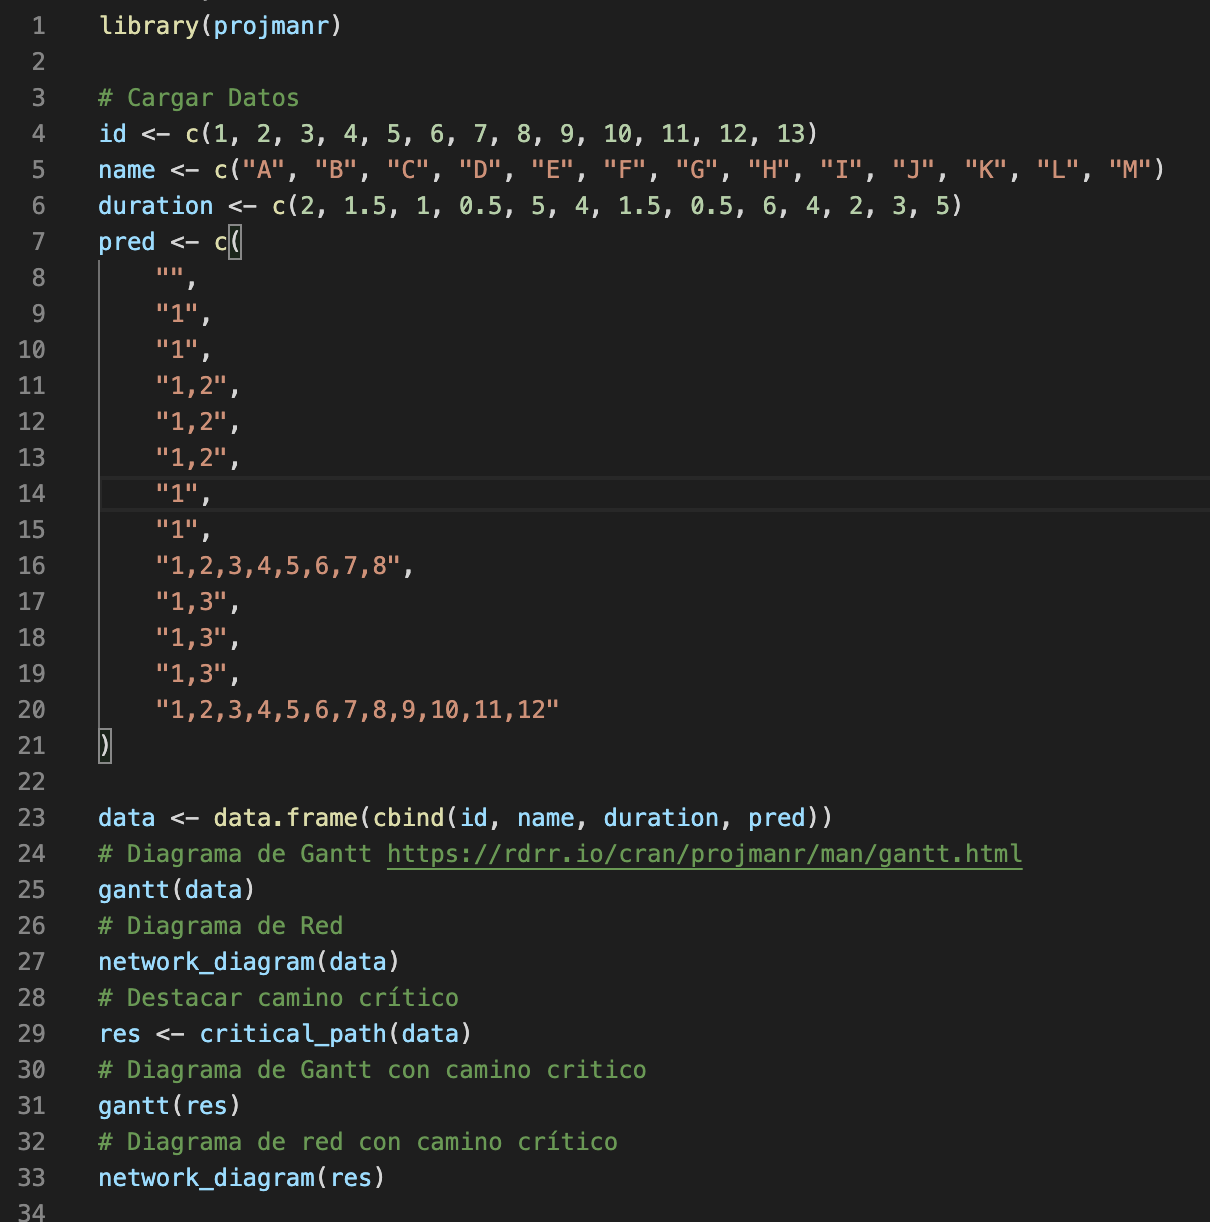 1 library(projmanr)
2
3 # Cargar Datos
4 id <- c(1, 2, 3, 4, 5, 6, 7, 8, 9, 10, 11, 12, 13)
5 name <- c("A", "B", "C", "D", "E", "F", "G", "H", "I", "J", "K", "L", "M")
6 duration <- c(2, 1.5, 1, 0.5, 5, 4, 1.5, 0.5, 6, 4, 2, 3, 5)
7 pred <- c(
8 "",
9 "1",
10 "1",
11 "1,2",
12 "1,2",
13 "1,2",
14 "1",
15 "1",
16 "1,2,3,4,5,6,7,8",
17 "1,3",
18 "1,3",
19 "1,3",
20 "1,2,3,4,5,6,7,8,9,10,11,12"
21 )
22
23 data <- data.frame(cbind(id, name, duration, pred))
24 # Diagrama de Gantt https://rdrr.io/cran/projmanr/man/gantt.html
25 gantt(data)
26 # Diagrama de Red
27 network_diagram(data)
28 # Destacar camino crítico
29 res <- critical_path(data)
30 # Diagrama de Gantt con camino critico
31 gantt(res)
32 # Diagrama de red con camino crítico
33 network_diagram(res)
34